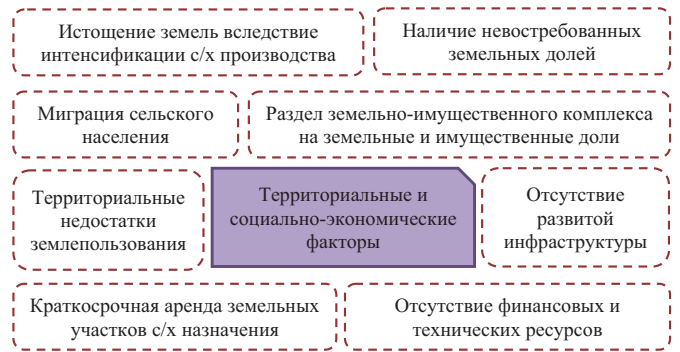 Истощение земель вследствие
интенсификации с/х производства
Наличие невостребованных
земельных долей
Миграция сельского
населения
Раздел земельно-имущественного комплекса
на земельные и имущественные доли
Территориальные
недостатки
землепользования
Территориальные и
социально-экономические
факторы
Отсутствие
развитой
инфраструктуры
Краткосрочная аренда земельных
участков с/х назначения
Отсутствие финансовых и
технических ресурсов